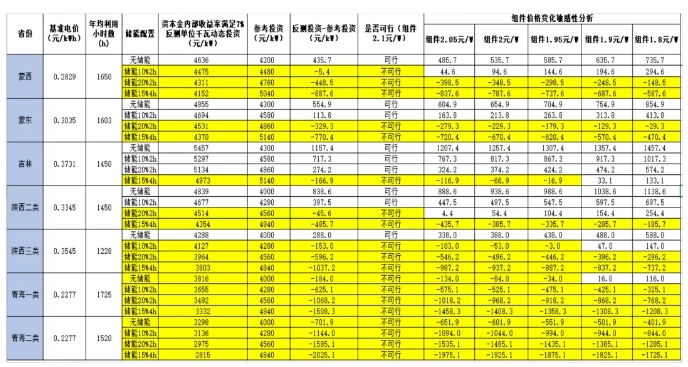 省份 基准电价（元/kWh） 年均利用小时数（h） 储能配置 资本金内部收益率满足7%反测单位千瓦动态投资 参考投资（元/kW） 反测投资-参考投资（元/kW） 是否可行（组件2.1元/W） 组件价格变化敏感性分析
组件2.05元/W 组件2元/W 组件1.95元/W 组件1.9元/W 组件1.8元/W
蒙西 0.2829 1650 无储能 4636 4200 435.7 可行 485.7 535.7 585.7 635.7 735.7
储能10%2h 4475 4480 -5.4 不可行 44.6 94.6 144.6 194.6 294.6
储能20%2h 4311 4760 -448.5 不可行 -398.5 -348.5 -298.5 -248.5 -148.5
储能15%4h 4152 5040 -887.6 不可行 -837.6 -787.6 -737.6 -687.6 -587.6
蒙东 0.3035 1603 无储能 4855 4300 554.9 可行 604.9 654.9 704.9 754.9 854.9
储能10%2h 4694 4580 113.8 可行 163.8 213.8 263.8 313.8 413.8
储能20%2h 4531 4860 -329.3 不可行 -279.3 -229.3 -179.3 -129.3 -29.3
储能15%4h 4370 5140 -770.4 不可行 -720.4 -670.4 -620.4 -570.4 -470.4
吉林 0.3731 1450 无储能 5457 4300 1157.4 可行 1207.4 1257.4 1307.4 1357.4 1457.4
储能10%2h 5297 4580 717.3 可行 767.3 817.3 867.3 917.3 1017.3
储能20%2h 5134 4860 274.2 可行 324.2 374.2 424.2 474.2 574.2
储能15%4h 4973 5140 -166.9 不可行 -116.9 -66.9 -16.9 33.1 133.1
陕西二类 0.3345 1450 无储能 4839 4000 838.6 可行 888.6 938.6 988.6 1038.6 1138.6
储能10%2h 4677 4280 397.5 可行 447.5 497.5 547.5 597.5 697.5
储能20%2h 4514 4560 -45.6 不可行 4.4 54.4 104.4 154.4 254.4
储能15%4h 4354 4840 -485.7 不可行 -435.7 -385.7 -335.7 -285.7 -185.7
陕西三类 0.3545 1228 无储能 4288 4000 288.0 可行 338.0 388.0 438.0 488.0 588.0
储能10%2h 4127 4280 -153.0 不可行 -103.0 -53.0 -3.0 47.0 147.0
储能20%2h 3964 4560 -596.2 不可行 -546.2 -496.2 -446.2 -396.2 -296.2
储能15%4h 3803 4840 -1037.2 不可行 -987.2 -937.2 -887.2 -837.2 -737.2
青海一类 0.2277 1725 无储能 3816 4000 -184.0 不可行 -134.0 -84.0 -34.0 16.0 116.0
储能10%2h 3655 4280 -625.1 不可行 -575.1 -525.1 -475.1 -425.1 -325.1
储能20%2h 3492 4560 -1068.2 不可行 -1018.2 -968.2 -918.2 -868.2 -768.2
储能15%4h 3332 4840 -1508.3 不可行 -1458.3 -1408.3 -1358.3 -1308.3 -1208.3
青海二类 0.2277 1520 无储能 3298 4000 -701.9 不可行 -651.9 -601.9 -551.9 -501.9 -401.9
储能10%2h 3136 4280 -1144.0 不可行 -1094.0 -1044.0 -994.0 -944.0 -844.0
储能20%2h 2975 4560 -1585.1 不可行 -1535.1 -1485.1 -1435.1 -1385.1 -1285.1
储能15%4h 2815 4840 -2025.1 不可行 -1975.1 -1925.1 -1875.1 -1825.1 -1725.1